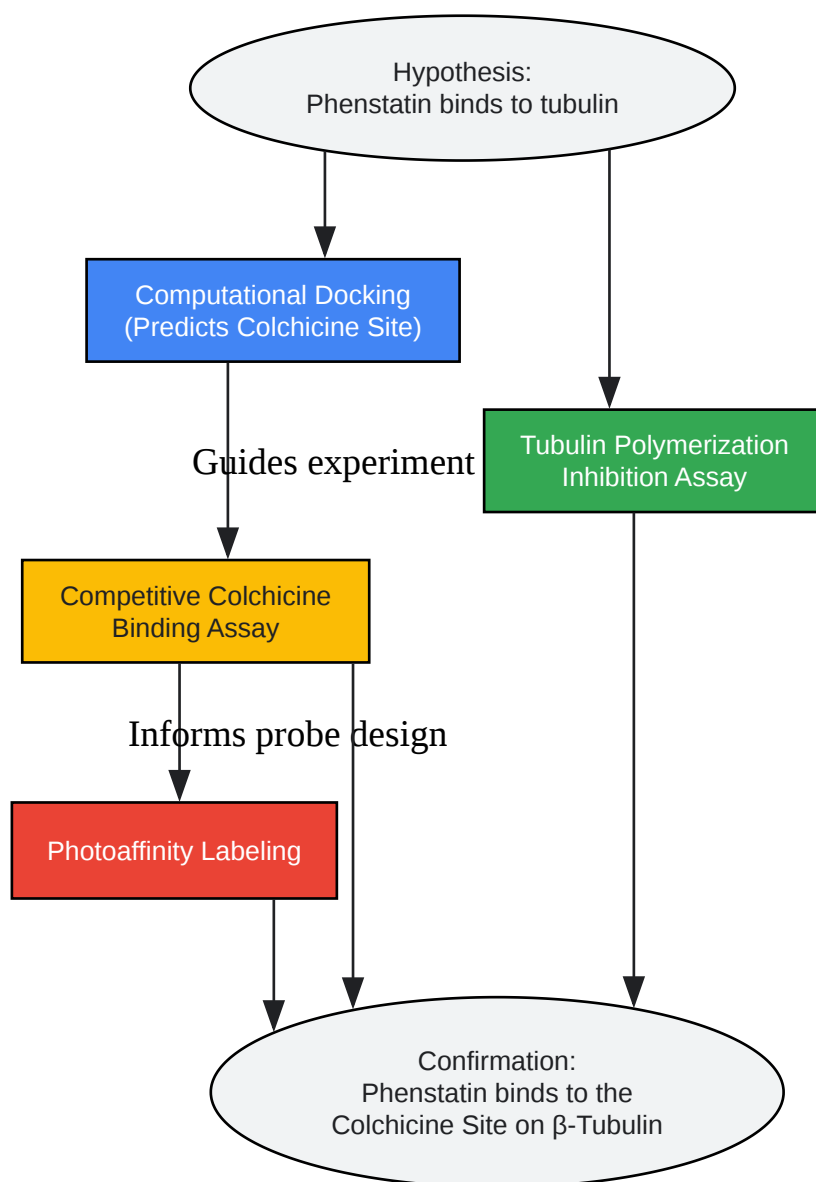 Hypothesis:
Phenstatin binds to tubulin
Computational Docking
(Predicts Colchicine Site)
Guides experiment
Tubulin Polymerization
Inhibition Assay
Competitive Colchicine
Binding Assay
Informs probe design
Photoaffinity Labeling
Confirmation:
Phenstatin binds to the
Colchicine Site on β-Tubulin